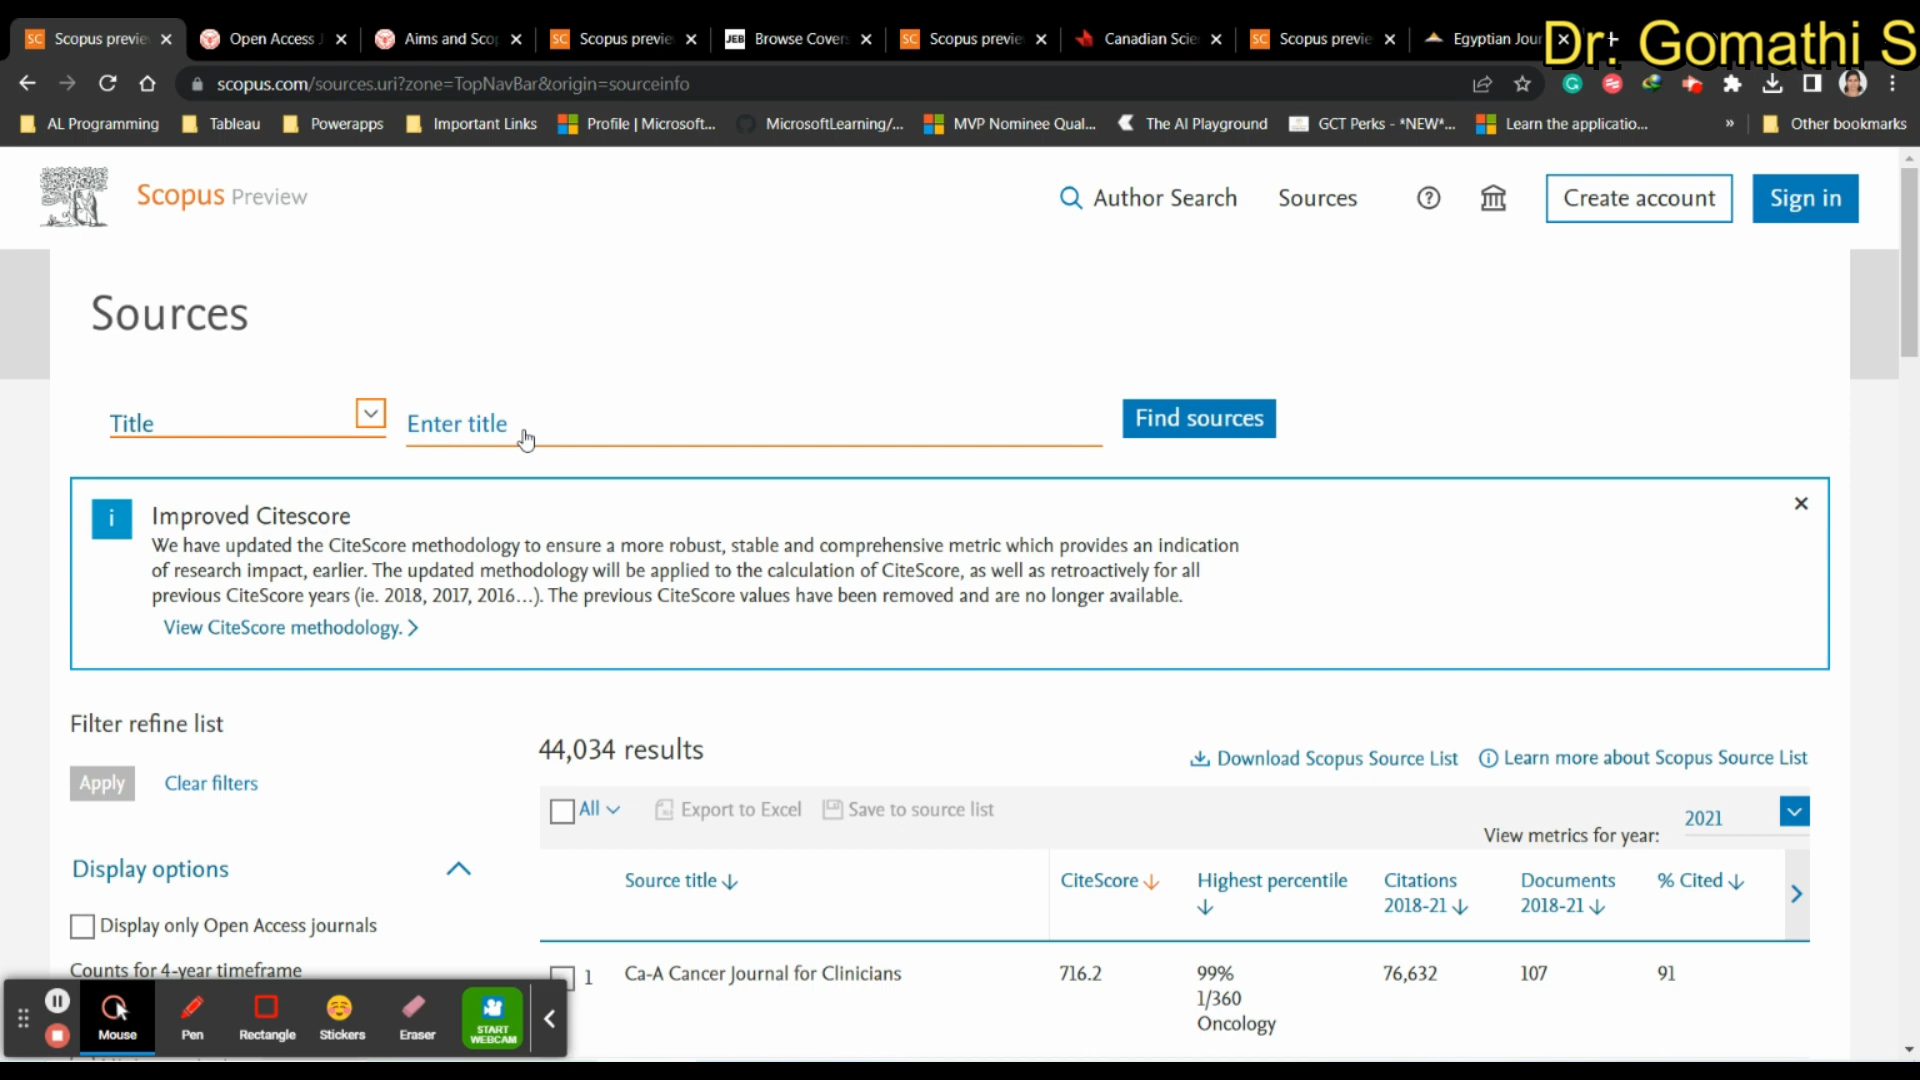 SC Scopus previe
Open Access J
Aims and Scop
SC Scopus previe
JEB Browse Cover
SC Scopus previe
Canadian Scie
SC Scopus previe
Egyptian Jour
Dr. Gomathi S
scopus.com/sources.uri?zone=TopNavBar&origin=sourceinfo
AL Programming
Tableau
Powerapps
Important Links
Profile | Microsoft...
MicrosoftLearning/...
MVP Nominee Qual...
The AI Playground
GCT Perks - *NEW*...
Learn the applicatio...
»
Other bookmarks
Scopus Preview
Author Search
Sources
Create account
Sign in
Sources
Title
Enter title
Find sources
i
Improved Citescore
We have updated the CiteScore methodology to ensure a more robust, stable and comprehensive metric which provides an indication
of research impact, earlier. The updated methodology will be applied to the calculation of CiteScore, as well as retroactively for all
previous CiteScore years (ie. 2018, 2017, 2016...). The previous CiteScore values have been removed and are no longer available.
View CiteScore methodology.
Filter refine list
44,034 results
Download Scopus Source List
Learn more about Scopus Source List
Apply
Clear filters
All
Export to Excel
Save to source list
View metrics for year:
2021
Display options
Source title
CiteScore
Highest percentile
Citations
2018-21
Documents
2018-21
% Cited
Display only Open Access journals
Counts for 4-year timeframe
1
Ca-A Cancer Journal for Clinicians
716.2
99%
1/360
Oncology
76,632
107
91
Mouse
Pen
Rectangle
Stickers
Eraser
START
WEBCAM